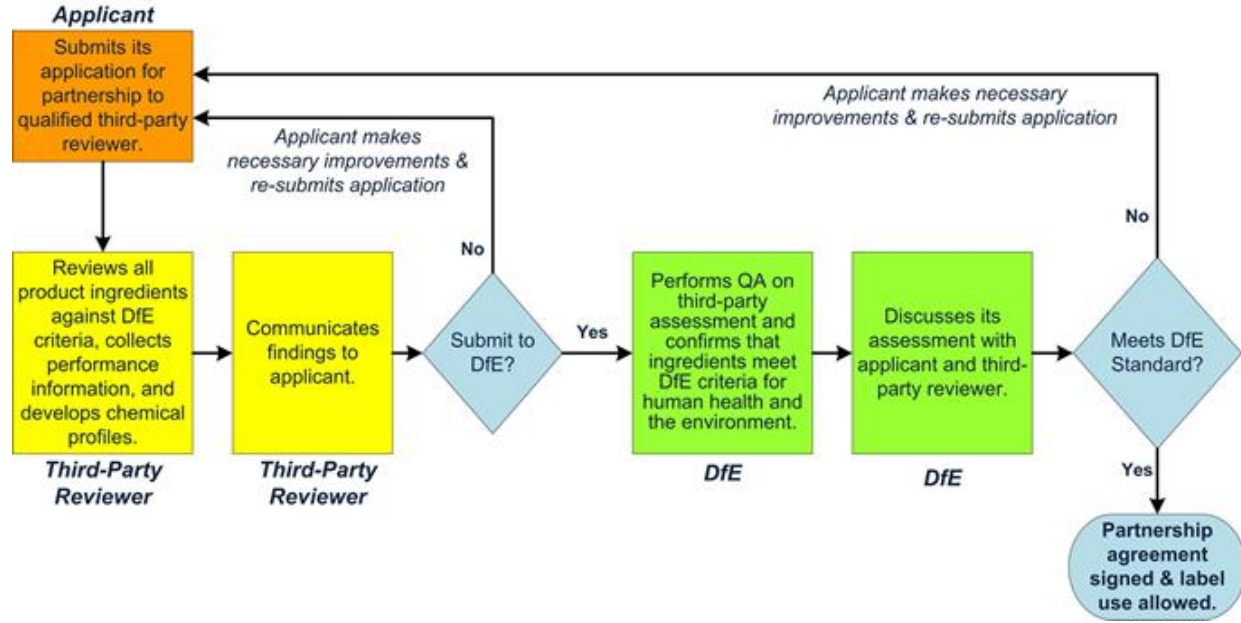 Applicant
Submits its
application for
partnership to
qualified third-party
reviewer.
Applicant makes
necessary improvements &
re-submits application
Applicant makes necessary
improvements & re-submits application
No
No
Reviews all
product ingredients
against DfE
criteria, collects
performance
information, and
develops chemical
profiles.
Third-Party
Reviewer
Communicates
findings to
applicant.
Third-Party
Reviewer
Submit to
DfE?
Yes
Performs QA on
third-party
assessment and
confirms that
ingredients meet
DfE criteria for
human health and
the environment.
DfE
Discusses its
assessment with
applicant and third-
party reviewer.
DfE
Meets DfE
Standard?
Yes
Partnership
agreement
signed & label
use allowed.